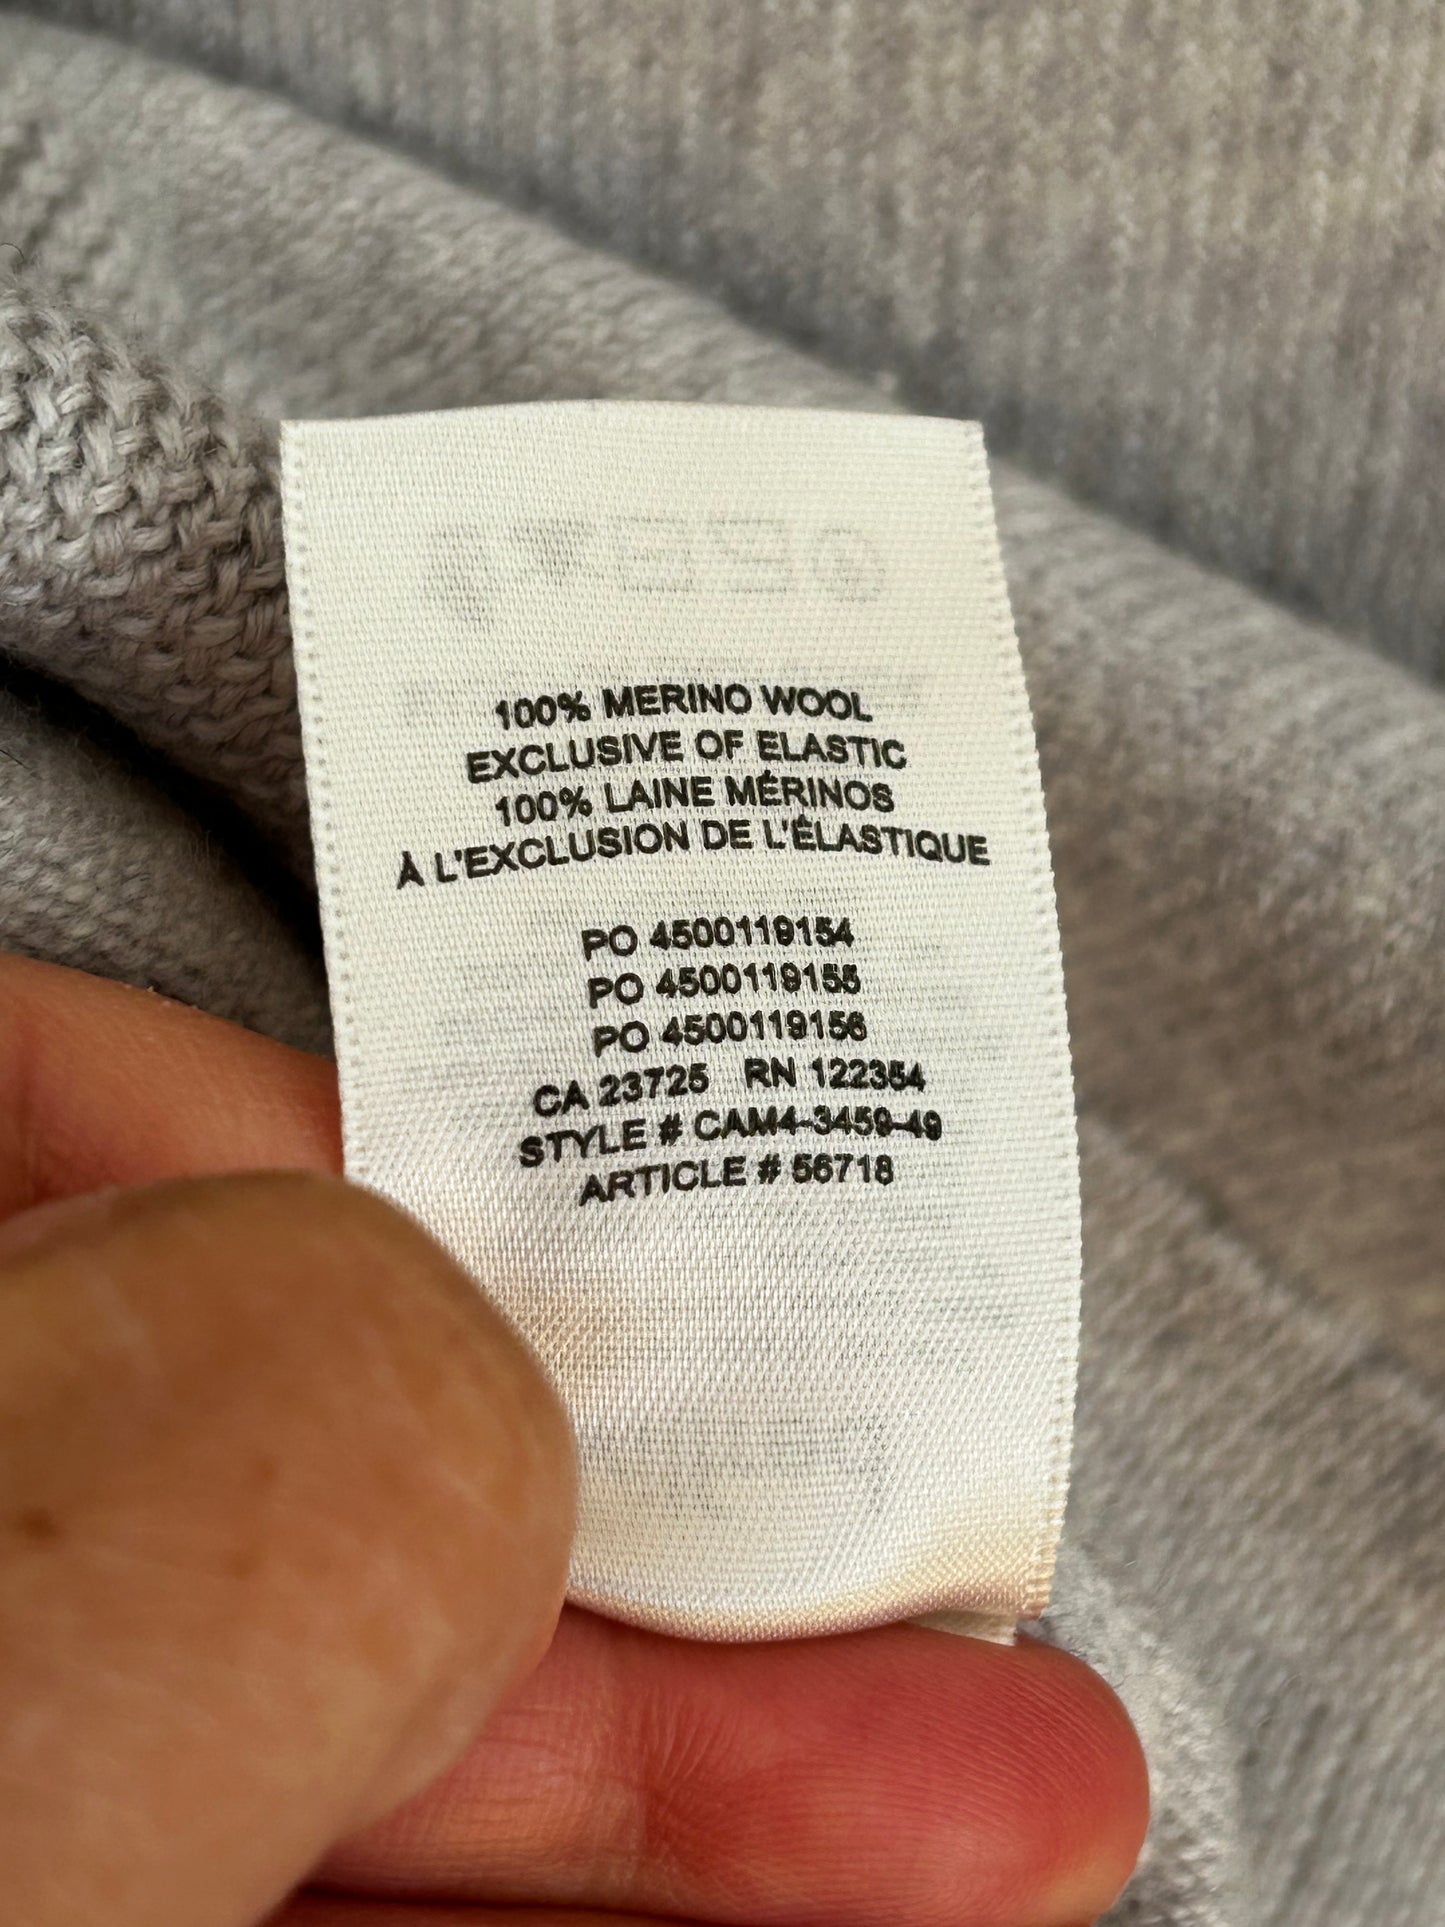 100% MERINO WOOL
EXCLUSIVE OF ELASTIC
100% LAINE MÉRINOS
À L'EXCLUSION DE L'ÉLASTIQUE
PO 4500119154
PO 4500119155
PO 4500119156
CA 23725 RN 122354
STYLE # CAM4-3459-49
ARTICLE # 56718